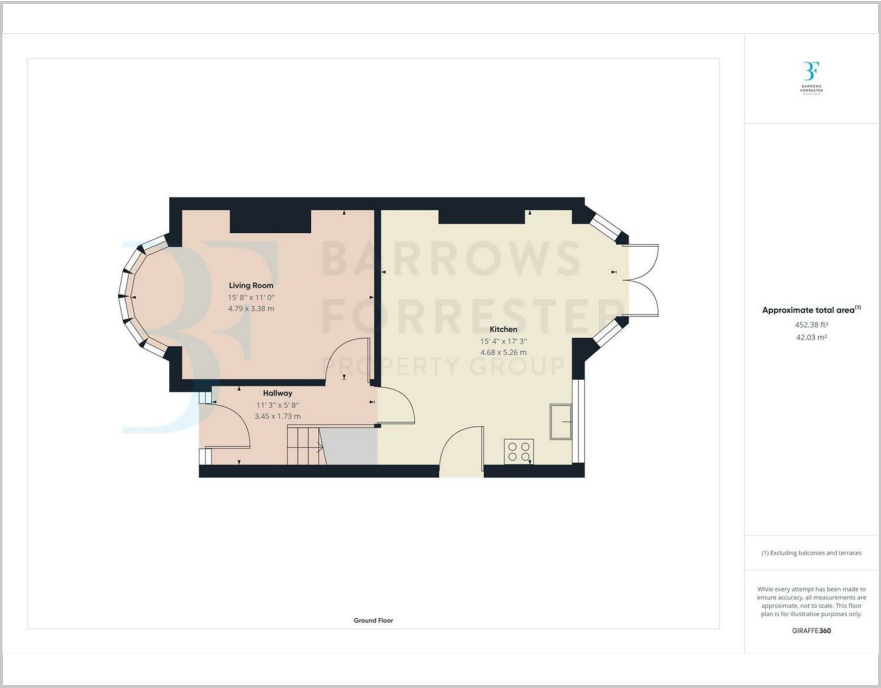 BARROWS
FORRESTER
BARROWS
FORRESTER
PROPERTY GROUP
Living Room
15' 8" x 11' 0"
4.79 x 3.38 m
Kitchen
15' 4" x 17' 3"
4.68 x 5.26 m
Hallway
11' 3" x 5' 8"
3.45 x 1.73 m
Ground Floor
Approximate total area(1)
452.38 ft²
42.03 m²
(1) Excluding balconies and terraces
While every attempt has been made to
ensure accuracy, all measurements are
approximate, not to scale. This floor
plan is for illustrative purposes only.
GIRAFFE360